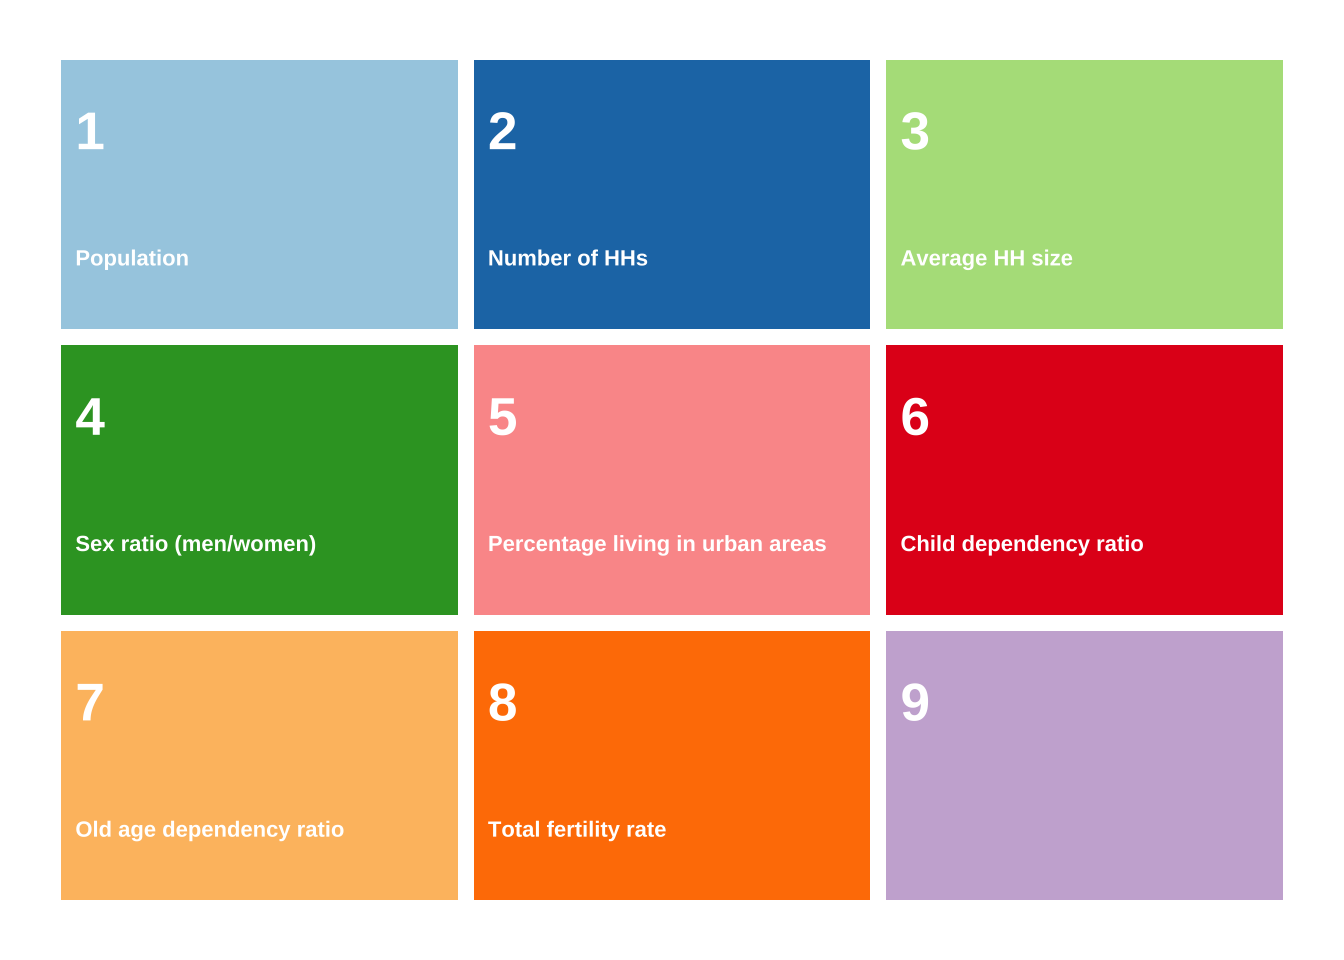 1
2
3
Population
Number of HHs
Average HH size
4
5
6
Sex ratio (men/women)
Percentage living in urban areas
Child dependency ratio
7
8
9
Old age dependency ratio
Total fertility rate